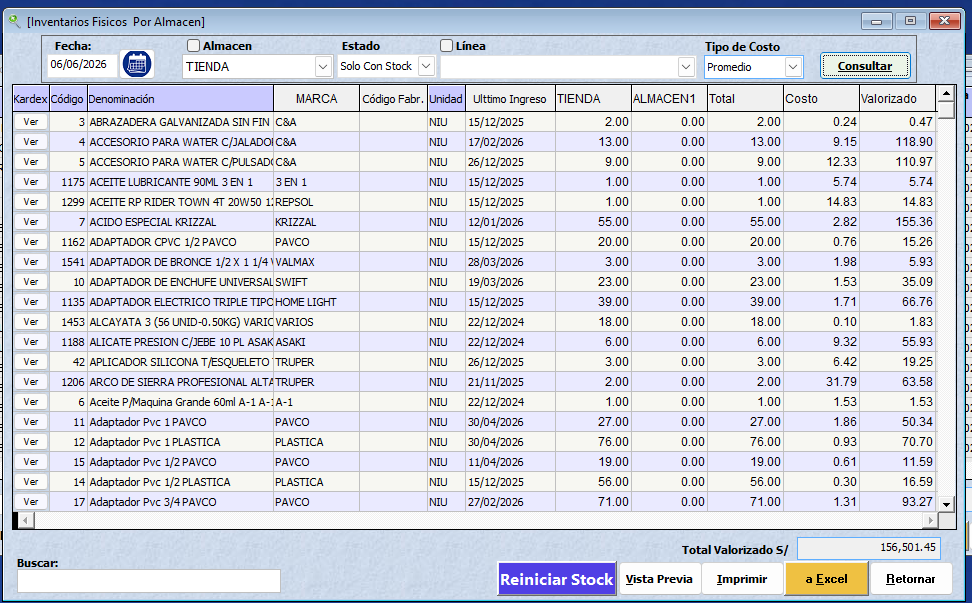 [Inventarios Fisicos Por Almacen]
Fecha: Almacen Estado Línea Tipo de Costo
06/06/2026 TIENDA Solo Con Stock Promedio Consultar
Kardex Código Denominación MARCA Código Fabr. Unidad Ulltimo Ingreso TIENDA ALMACEN1 Total Costo Valorizado
Ver 3 ABRAZADERA GALVANIZADA SIN FIN C&A NIU 15/12/2025 2.00 0.00 2.00 0.24 0.47
Ver 4 ACCESORIO PARA WATER C/JALADO C&A NIU 17/02/2026 13.00 0.00 13.00 9.15 118.90
Ver 5 ACCESORIO PARA WATER C/PULSADO C&A NIU 26/12/2025 9.00 0.00 9.00 12.33 110.97
Ver 1175 ACEITE LUBRICANTE 90ML 3 EN 1 3 EN 1 NIU 15/12/2025 1.00 0.00 1.00 5.74 5.74
Ver 1299 ACEITE RP RIDER TOWN 4T 20W50 12 REPSOL NIU 15/12/2025 1.00 0.00 1.00 14.83 14.83
Ver 7 ACIDO ESPECIAL KRIZZAL KRIZZAL NIU 12/01/2026 55.00 0.00 55.00 2.82 155.36
Ver 1162 ADAPTADOR CPVC 1/2 PAVCO PAVCO NIU 15/12/2025 20.00 0.00 20.00 0.76 15.26
Ver 1541 ADAPTADOR DE BRONCE 1/2 X 1 1/4 VALMAX NIU 28/03/2026 3.00 0.00 3.00 1.98 5.93
Ver 10 ADAPTADOR DE ENCHUFE UNIVERSAL SWIFT NIU 19/03/2026 23.00 0.00 23.00 1.53 35.09
Ver 1135 ADAPTADOR ELECTRICO TRIPLE TIPO HOME LIGHT NIU 15/12/2025 39.00 0.00 39.00 1.71 66.76
Ver 1453 ALCAYATA 3 (56 UNID-0.50KG) VARIO VARIOS NIU 22/12/2024 18.00 0.00 18.00 0.10 1.83
Ver 1188 ALICATE PRESION C/JEBE 10 PL ASAK ASAKI NIU 22/12/2024 6.00 0.00 6.00 9.32 55.93
Ver 42 APLICADOR SILICONA T/ESQUELETO TRUPER NIU 26/12/2025 3.00 0.00 3.00 6.42 19.25
Ver 1206 ARCO DE SIERRA PROFESIONAL ALTA TRUPER NIU 21/11/2025 2.00 0.00 2.00 31.79 63.58
Ver 6 Aceite P/Maquina Grande 60ml A-1 A-1 A-1 NIU 22/12/2024 1.00 0.00 1.00 1.53 1.53
Ver 11 Adaptador Pvc 1 PAVCO PAVCO NIU 30/04/2026 27.00 0.00 27.00 1.86 50.34
Ver 12 Adaptador Pvc 1 PLASTICA PLASTICA NIU 30/04/2026 76.00 0.00 76.00 0.93 70.70
Ver 15 Adaptador Pvc 1/2 PAVCO PAVCO NIU 11/04/2026 19.00 0.00 19.00 0.61 11.59
Ver 14 Adaptador Pvc 1/2 PLASTICA PLASTICA NIU 15/12/2025 56.00 0.00 56.00 0.30 16.59
Ver 17 Adaptador Pvc 3/4 PAVCO PAVCO NIU 27/02/2026 71.00 0.00 71.00 1.31 93.27
Total Valorizado S/ 156,501.45
Buscar:
Reiniciar Stock Vista Previa Imprimir a Excel Retornar